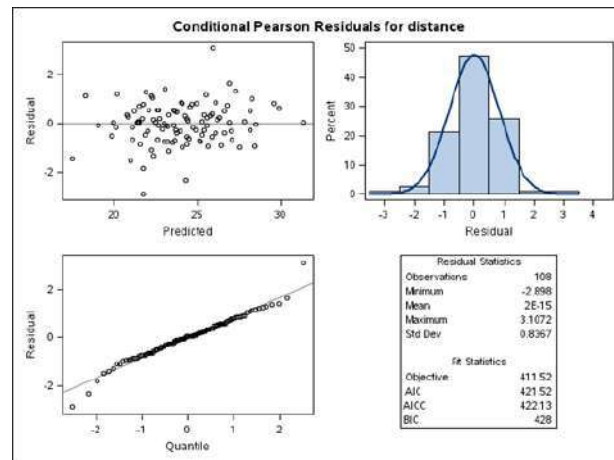 Conditional Pearson Residuals for distance
Residual
2
0
-2
20
25
30
Predicted
Percent
50
40
30
20
10
0
-3
-2
-1
0
1
2
3
4
Residual
Residual
2
0
-2
-2
-1
0
1
2
Quantile
Residual Statistics
Observations 108
Minimum -2.898
Mean 2E-15
Maximum 3.1072
Std Dev 0.8367
Fit Statistics
Objective 411.52
AIC 421.52
AICC 422.13
BIC 428